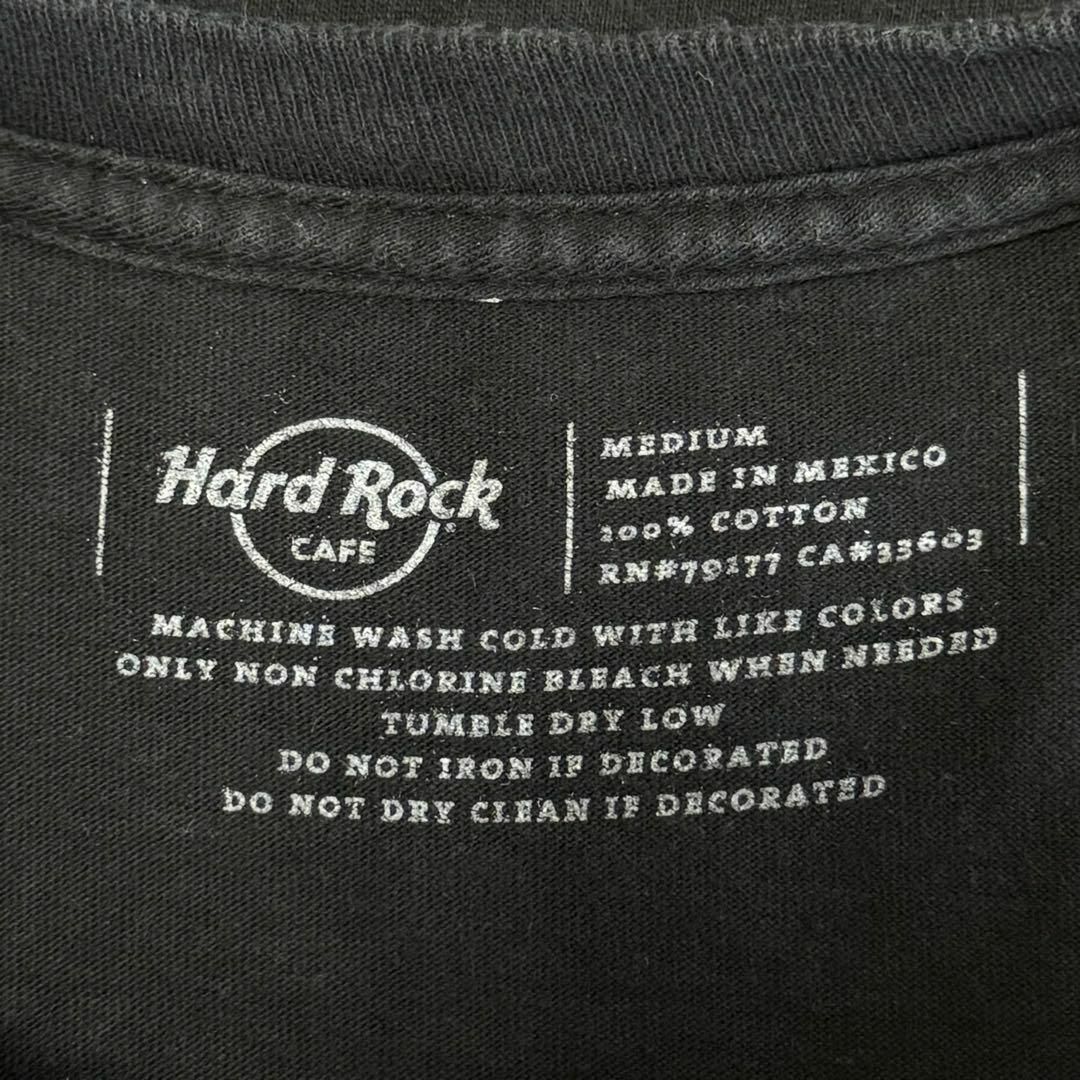 Hard Rock
CAFE
MEDIUM
MADE IN MEXICO
100% COTTON
RN#79177 CA#33603
MACHINE WASH COLD WITH LIKE COLORS
ONLY NON CHLORINE BLEACH WHEN NEEDED
TUMBLE DRY LOW
DO NOT IRON IF DECORATED
DO NOT DRY CLEAN IF DECORATED